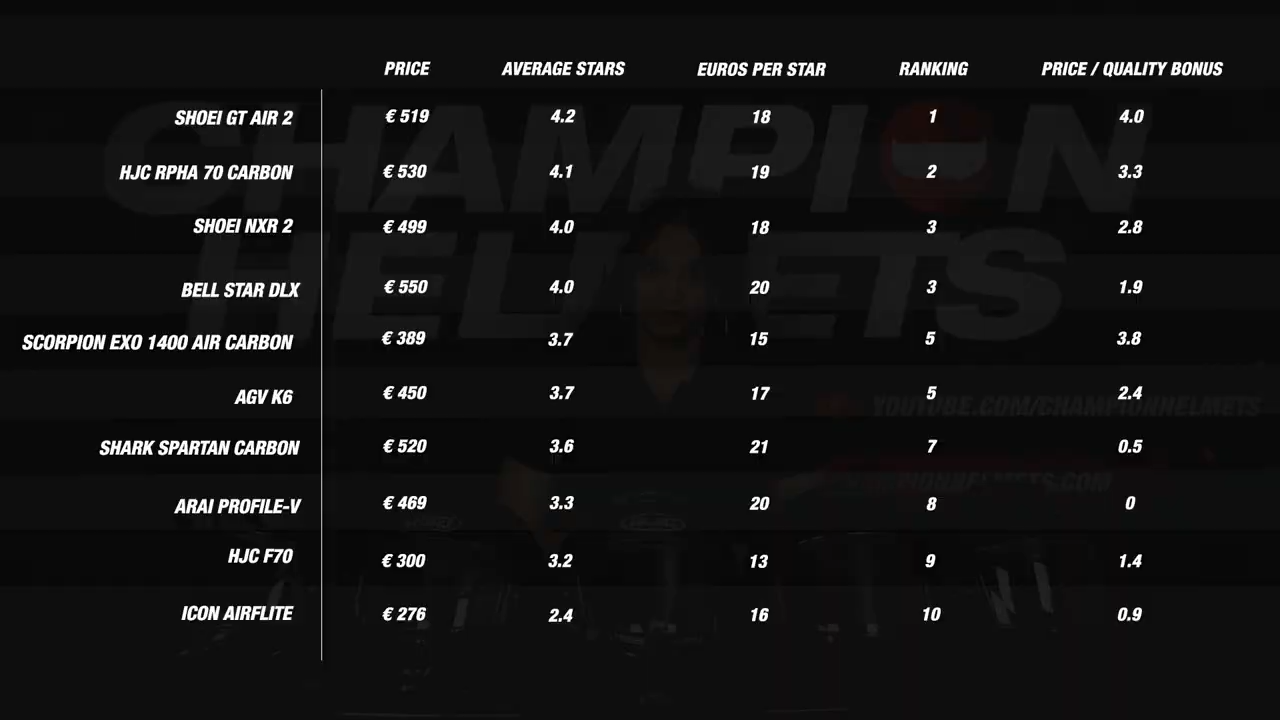 PRICE AVERAGE STARS EUROS PER STAR RANKING PRICE / QUALITY BONUS
SHOEI GT AIR 2 € 519 4.2 18 1 4.0
HJC RPHA 70 CARBON € 530 4.1 19 2 3.3
SHOEI NXR 2 € 499 4.0 18 3 2.8
BELL STAR DLX € 550 4.0 20 3 1.9
SCORPION EXO 1400 AIR CARBON € 389 3.7 15 5 3.8
AGV K6 € 450 3.7 17 5 2.4
SHARK SPARTAN CARBON € 520 3.6 21 7 0.5
ARAI PROFILE-V € 469 3.3 20 8 0
HJC F70 € 300 3.2 13 9 1.4
ICON AIRFLITE € 276 2.4 16 10 0.9
CHAMPION
HELMETS
YOUTUBE.COM/CHAMPIONHELMETS